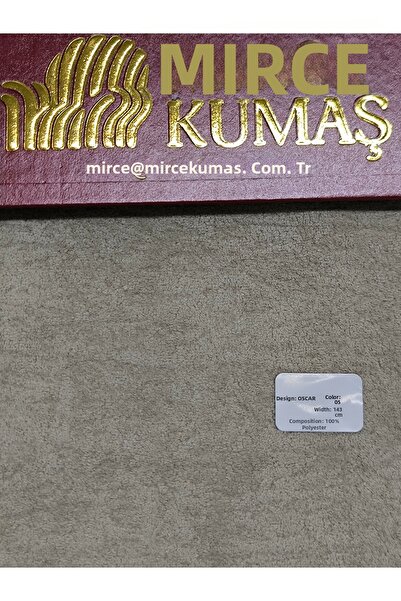 MIRCE
KUMAŞ
mirce@mircekumas. Com. Tr
Design: OSCAR Color:
05
Width: 143
cm
Composition: 100%
Polyester